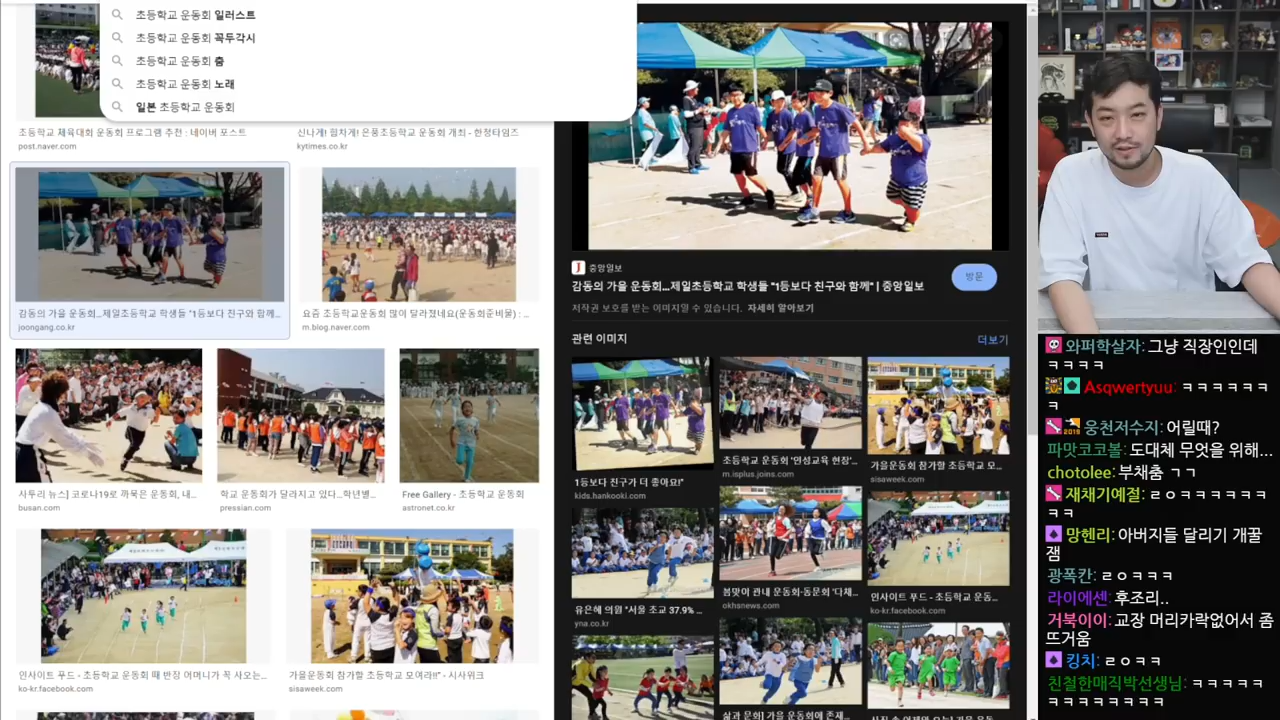 초등학교 운동회 일러스트
초등학교 운동회 꼭두각시
초등학교 운동회 춤
초등학교 운동회 노래
일본 초등학교 운동회
초등학교 체육대회 운동회 프로그램 추천 : 네이버 포스트
post.naver.com
신나게! 힘차게! 은풍초등학교 운동회 개최 - 한청타임즈
kytimes.co.kr
감동의 가을 운동회...제일초등학교 학생들 "1등보다 친구와 함께...
joongang.co.kr
요즘 초등학교운동회 많이 달라졌네요(운동회준비물) : ...
m.blog.naver.com
사두리 뉴스] 코로나19로 까묵은 운동회, 내...
busan.com
학교 운동회가 달라지고 있다...학년별...
pressian.com
Free Gallery - 초등학교 운동회
astronet.co.kr
인사이트 푸드 - 초등학교 운동회 때 반장 어머니가 꼭 사오는...
ko-kr.facebook.com
가을운동회 참가할 초등학교 모여라!!" - 시사위크
sisaweek.com
J 중앙일보
감동의 가을 운동회...제일초등학교 학생들 "1등보다 친구와 함께" | 중앙일보
방문
저작권 보호를 받는 이미지일 수 있습니다. 자세히 알아보기
관련 이미지
더보기
1등보다 친구가 더 좋아요!"
kids.hankooki.com
초등학교 운동회 '인성교육 현장'...
m.isplus.joins.com
가을운동회 참가할 초등학교 모...
sisaweek.com
유은혜 의원 "서울 초교 37.9% ...
yna.co.kr
봄맞이 관내 운동회·동문회 '다채...
okhsnews.com
인사이트 푸드 - 초등학교 운동...
ko-kr.facebook.com
삶과 문화] 가을 운동회에 존재...
와퍼학살자: 그냥 직장인인데
ㅋㅋㅋㅋ
Asqwertyuu: ㅋㅋㅋㅋㅋㅋ
ㅋ
2019 웅천저수지: 어릴때?
파맛코코볼: 도대체 무엇을 위해...
chotolee: 부채춤 ㄱㄱ
재채기예절: ㄹㅇㅋㅋㅋㅋㅋㅋ
ㅋㅋ
망헨리: 아버지들 달리기 개꿀
잼
광폭칸: ㄹㅇㅋㅋㅋ
라이에센: 후조리..
거북이이: 교장 머리카락없어서 좀
뜨거움
킹치: ㄹㅇㅋㅋ
친철한매직박선생님: ㅋㅋㅋㅋㅋ
ㅋㅋㅋㅋㅋㅋㅋㅋ